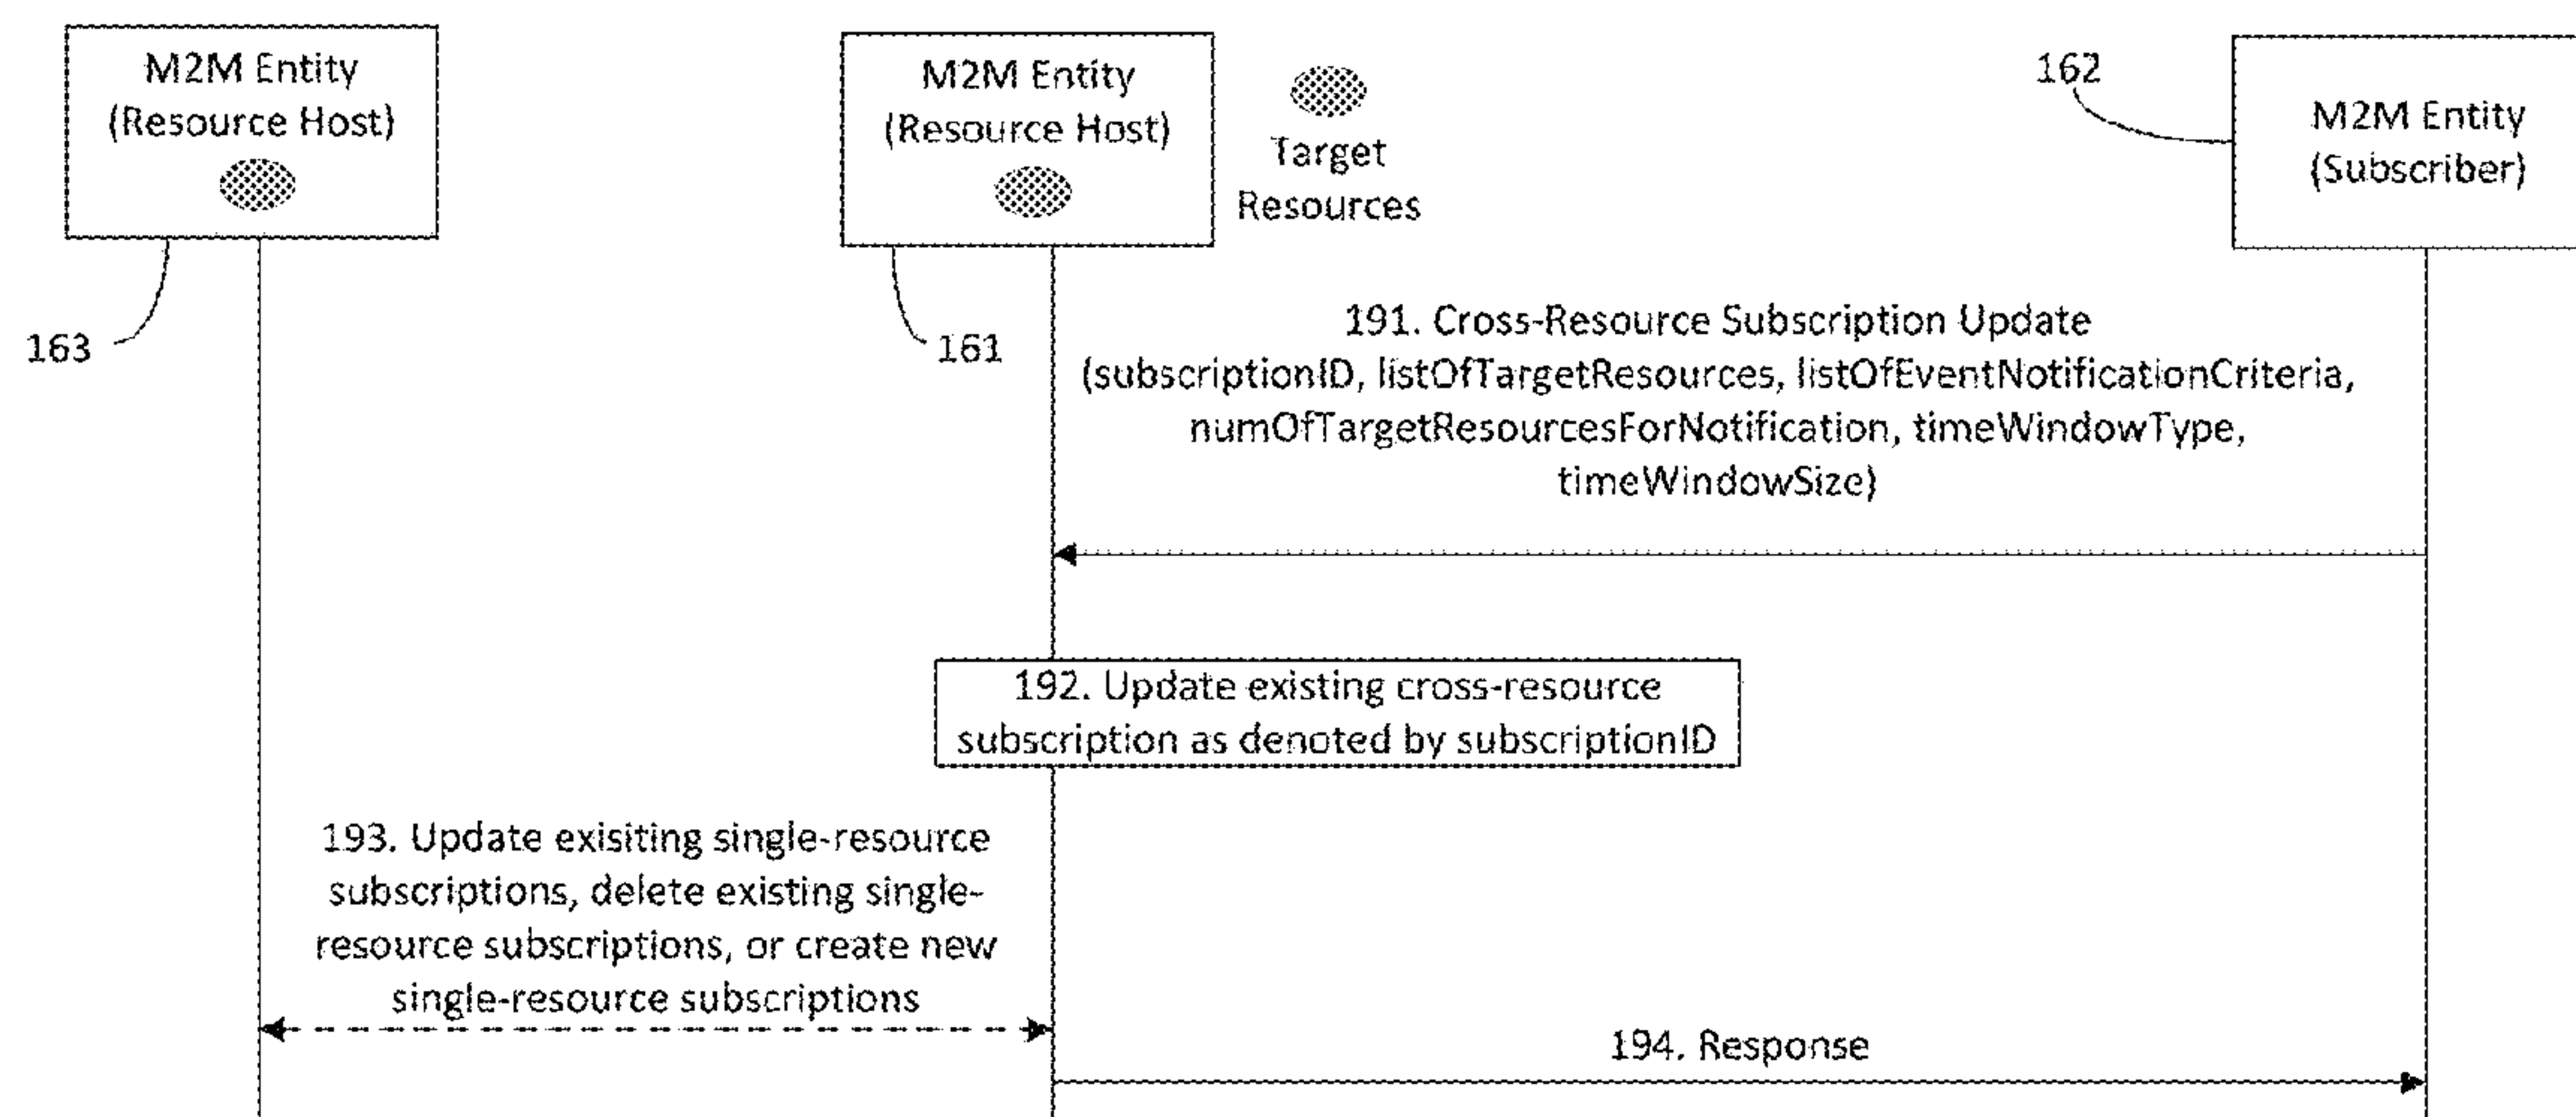 M2M Entity
(Resource Host)
M2M Entity
(Resource Host)
Target
Resources
162
M2M Entity
(Subscriber)
163
161
191. Cross-Resource Subscription Update
(subscriptionID, listOfTargetResources, listOfEventNotificationCriteria,
numOfTargetResourcesForNotification, timeWindowType,
timeWindowSize)
192. Update existing cross-resource
subscription as denoted by subscriptionID
193. Update exisiting single-resource
subscriptions, delete existing single-
resource subscriptions, or create new
single-resource subscriptions
194. Response